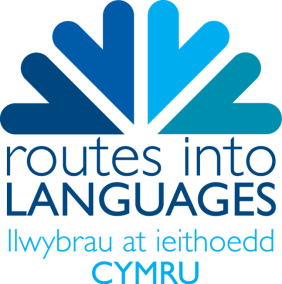 routes into
LANGUAGES
llwybrau at ieithoedd
CYMRU